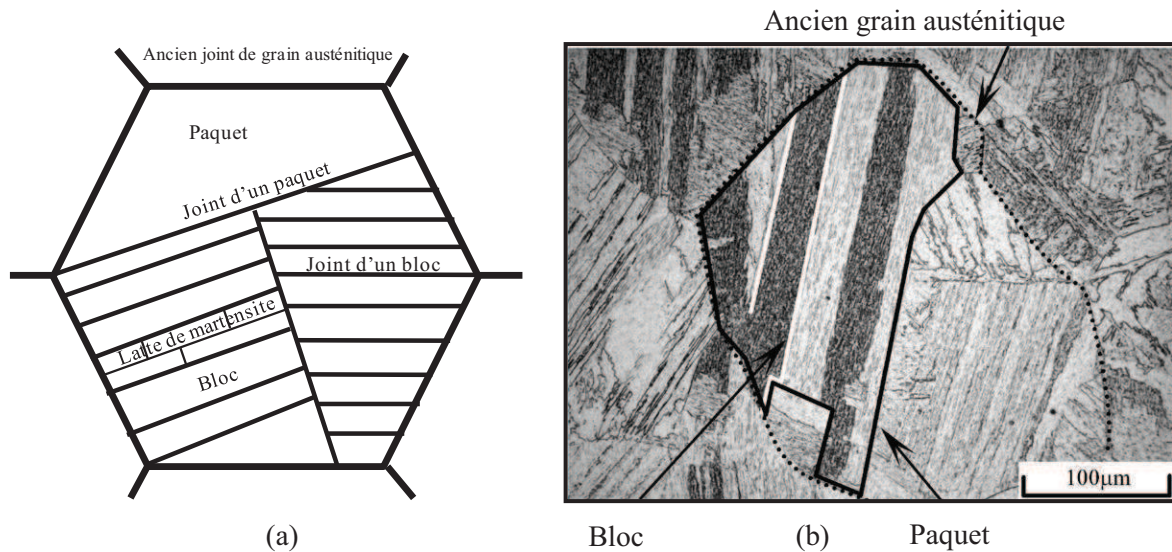 Ancien joint de grain austénitique
Paquet
Joint d'un paquet
Joint d'un bloc
Latte de martensite
Bloc
(a)
Ancien grain austénitique
100μm
Bloc
(b)
Paquet